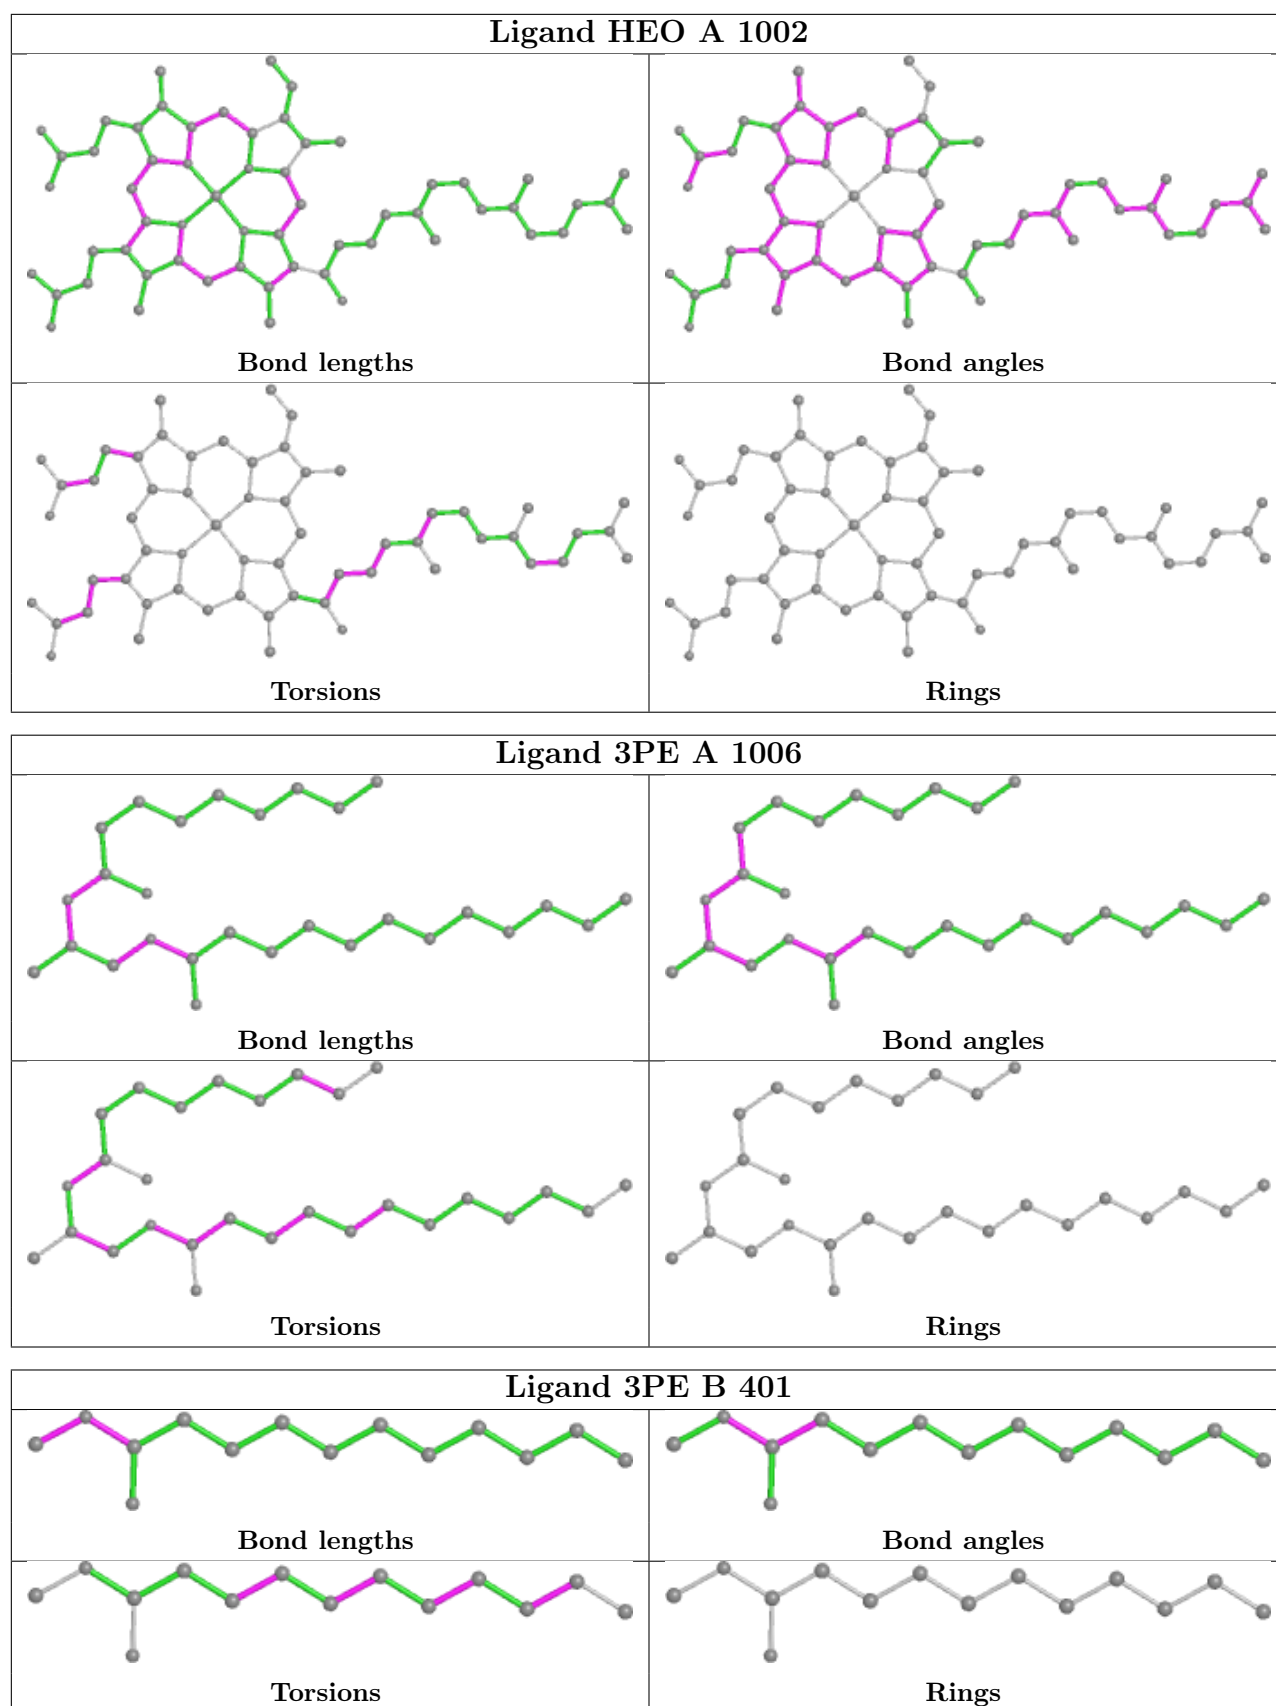 Ligand HEO A 1002
Bond lengths
Bond angles
Torsions
Rings
Ligand 3PE A 1006
Bond lengths
Bond angles
Torsions
Rings
Ligand 3PE B 401
Bond lengths
Bond angles
Torsions
Rings